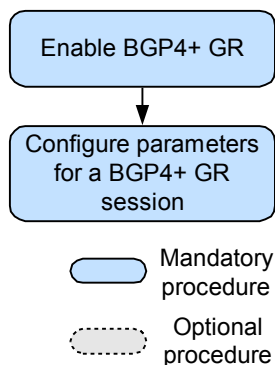 Enable BGP4+ GR
Configure parameters
for a BGP4+ GR
session
Mandatory
procedure
Optional
procedure